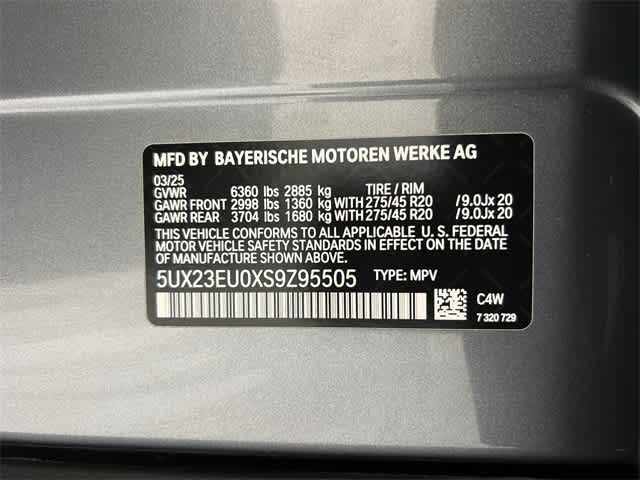 MFD BY BAYERISCHE MOTOREN WERKE AG
03/25
GVWR 6360 lbs 2885 kg TIRE / RIM
GAWR FRONT 2998 lbs 1360 kg WITH 275/45 R20 /9.0Jx 20
GAWR REAR 3704 lbs 1680 kg WITH 275/45 R20 /9.0Jx 20
THIS VEHICLE CONFORMS TO ALL APPLICABLE U. S. FEDERAL
MOTOR VEHICLE SAFETY STANDARDS IN EFFECT ON THE
DATE OF MANUFACTURE SHOWN ABOVE.
5UX23EU0XS9Z95505 TYPE: MPV
C4W
7 320 729